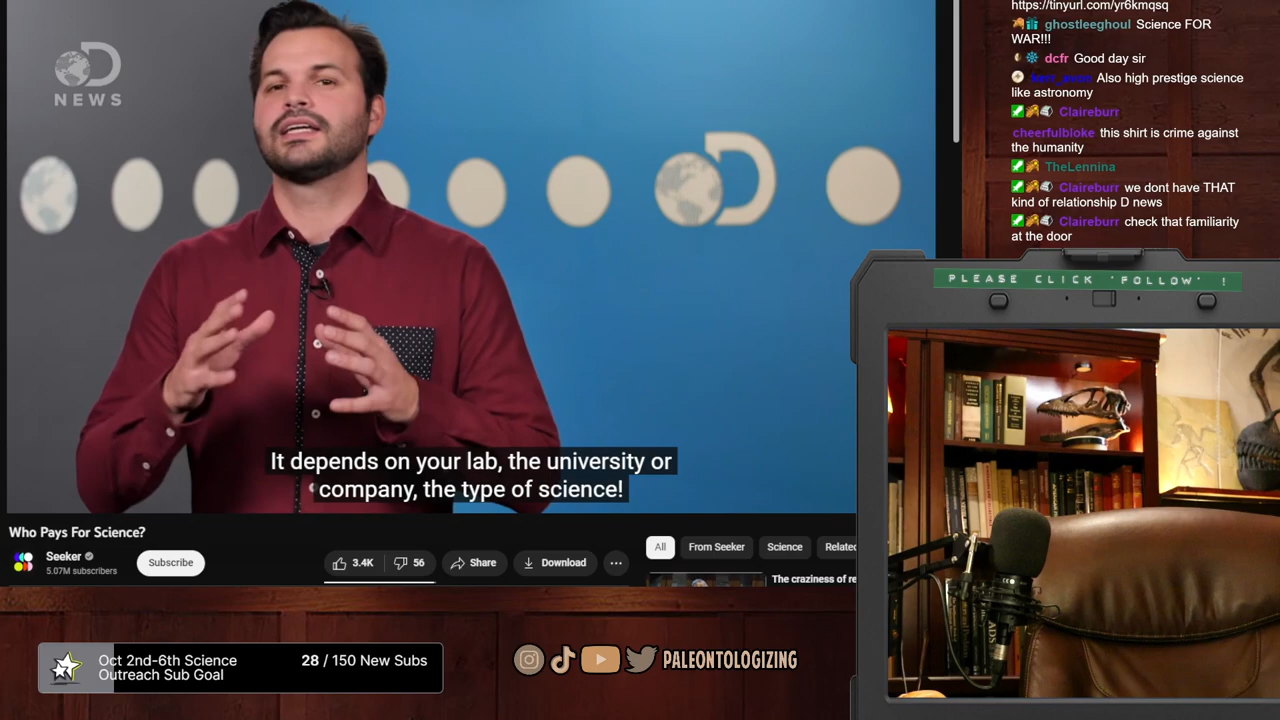 NEWS
It depends on your lab, the university or
company, the type of science!
Who Pays For Science?
Seeker
5.07M subscribers
Subscribe
3.4K
56
Share
Download
All
From Seeker
Science
The craziness of re
https://tinyurl.com/yr6kmqsq
ghostleeghoul Science FOR
WAR!!!
dcfr Good day sir
Also high prestige science
like astronomy
Claireburr
cheerfulbloke this shirt is crime against
the humanity
TheLennina
Claireburr we dont have THAT
kind of relationship D news
Claireburr check that familiarity
at the door
PLEASE CLICK 'FOLLOW' !
Oct 2nd-6th Science
Outreach Sub Goal
28 / 150 New Subs
PALEONTOLOGIZING